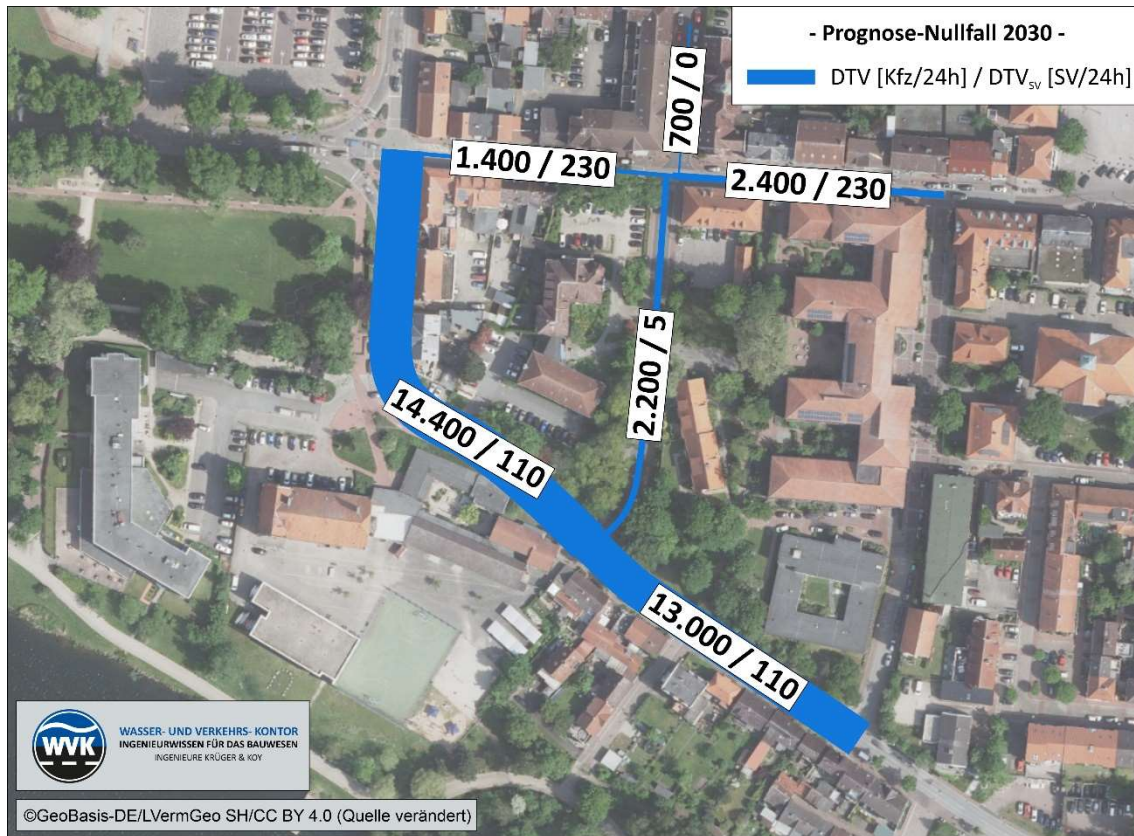 - Prognose-Nullfall 2030 -
DTV [Kfz/24h] / DTVSV [SV/24h]
700 / 0
1.400 / 230
2.400 / 230
2.200 / 5
14.400 / 110
13.000 / 110
WVK
WASSER- UND VERKEHRS- KONTOR
INGENIEURWISSEN FÜR DAS BAUWESEN
INGENIEURE KRÜGER & KOY
©GeoBasis-DE/LVermGeo SH/CC BY 4.0 (Quelle verändert)